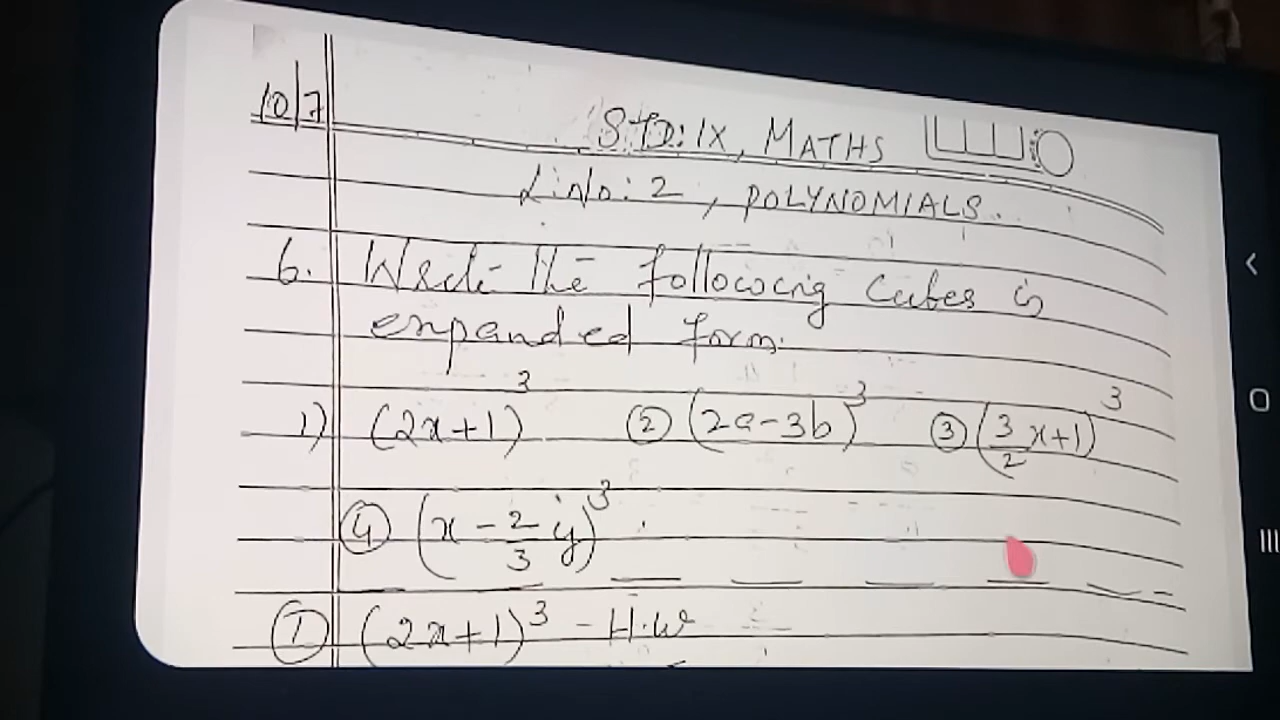 10/7
STD: IX, MATHS
L.No: 2, POLYNOMIALS.
6. Write the following cubes in
expanded form.
1) (2x+1)³ ② (2a-3b)³ ③ (3/2 x+1)³
④ (x - 2/3 y)³
① (2x+1)³ - H.W